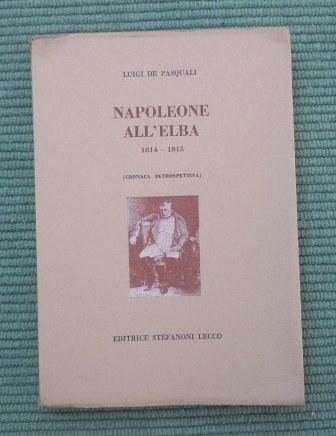 LUIGI DE PASQUALI
NAPOLEONE
ALL'ELBA
1814 - 1815
(CRONACA RETROSPETTIVA)
EDITRICE STEFANONI LECCO